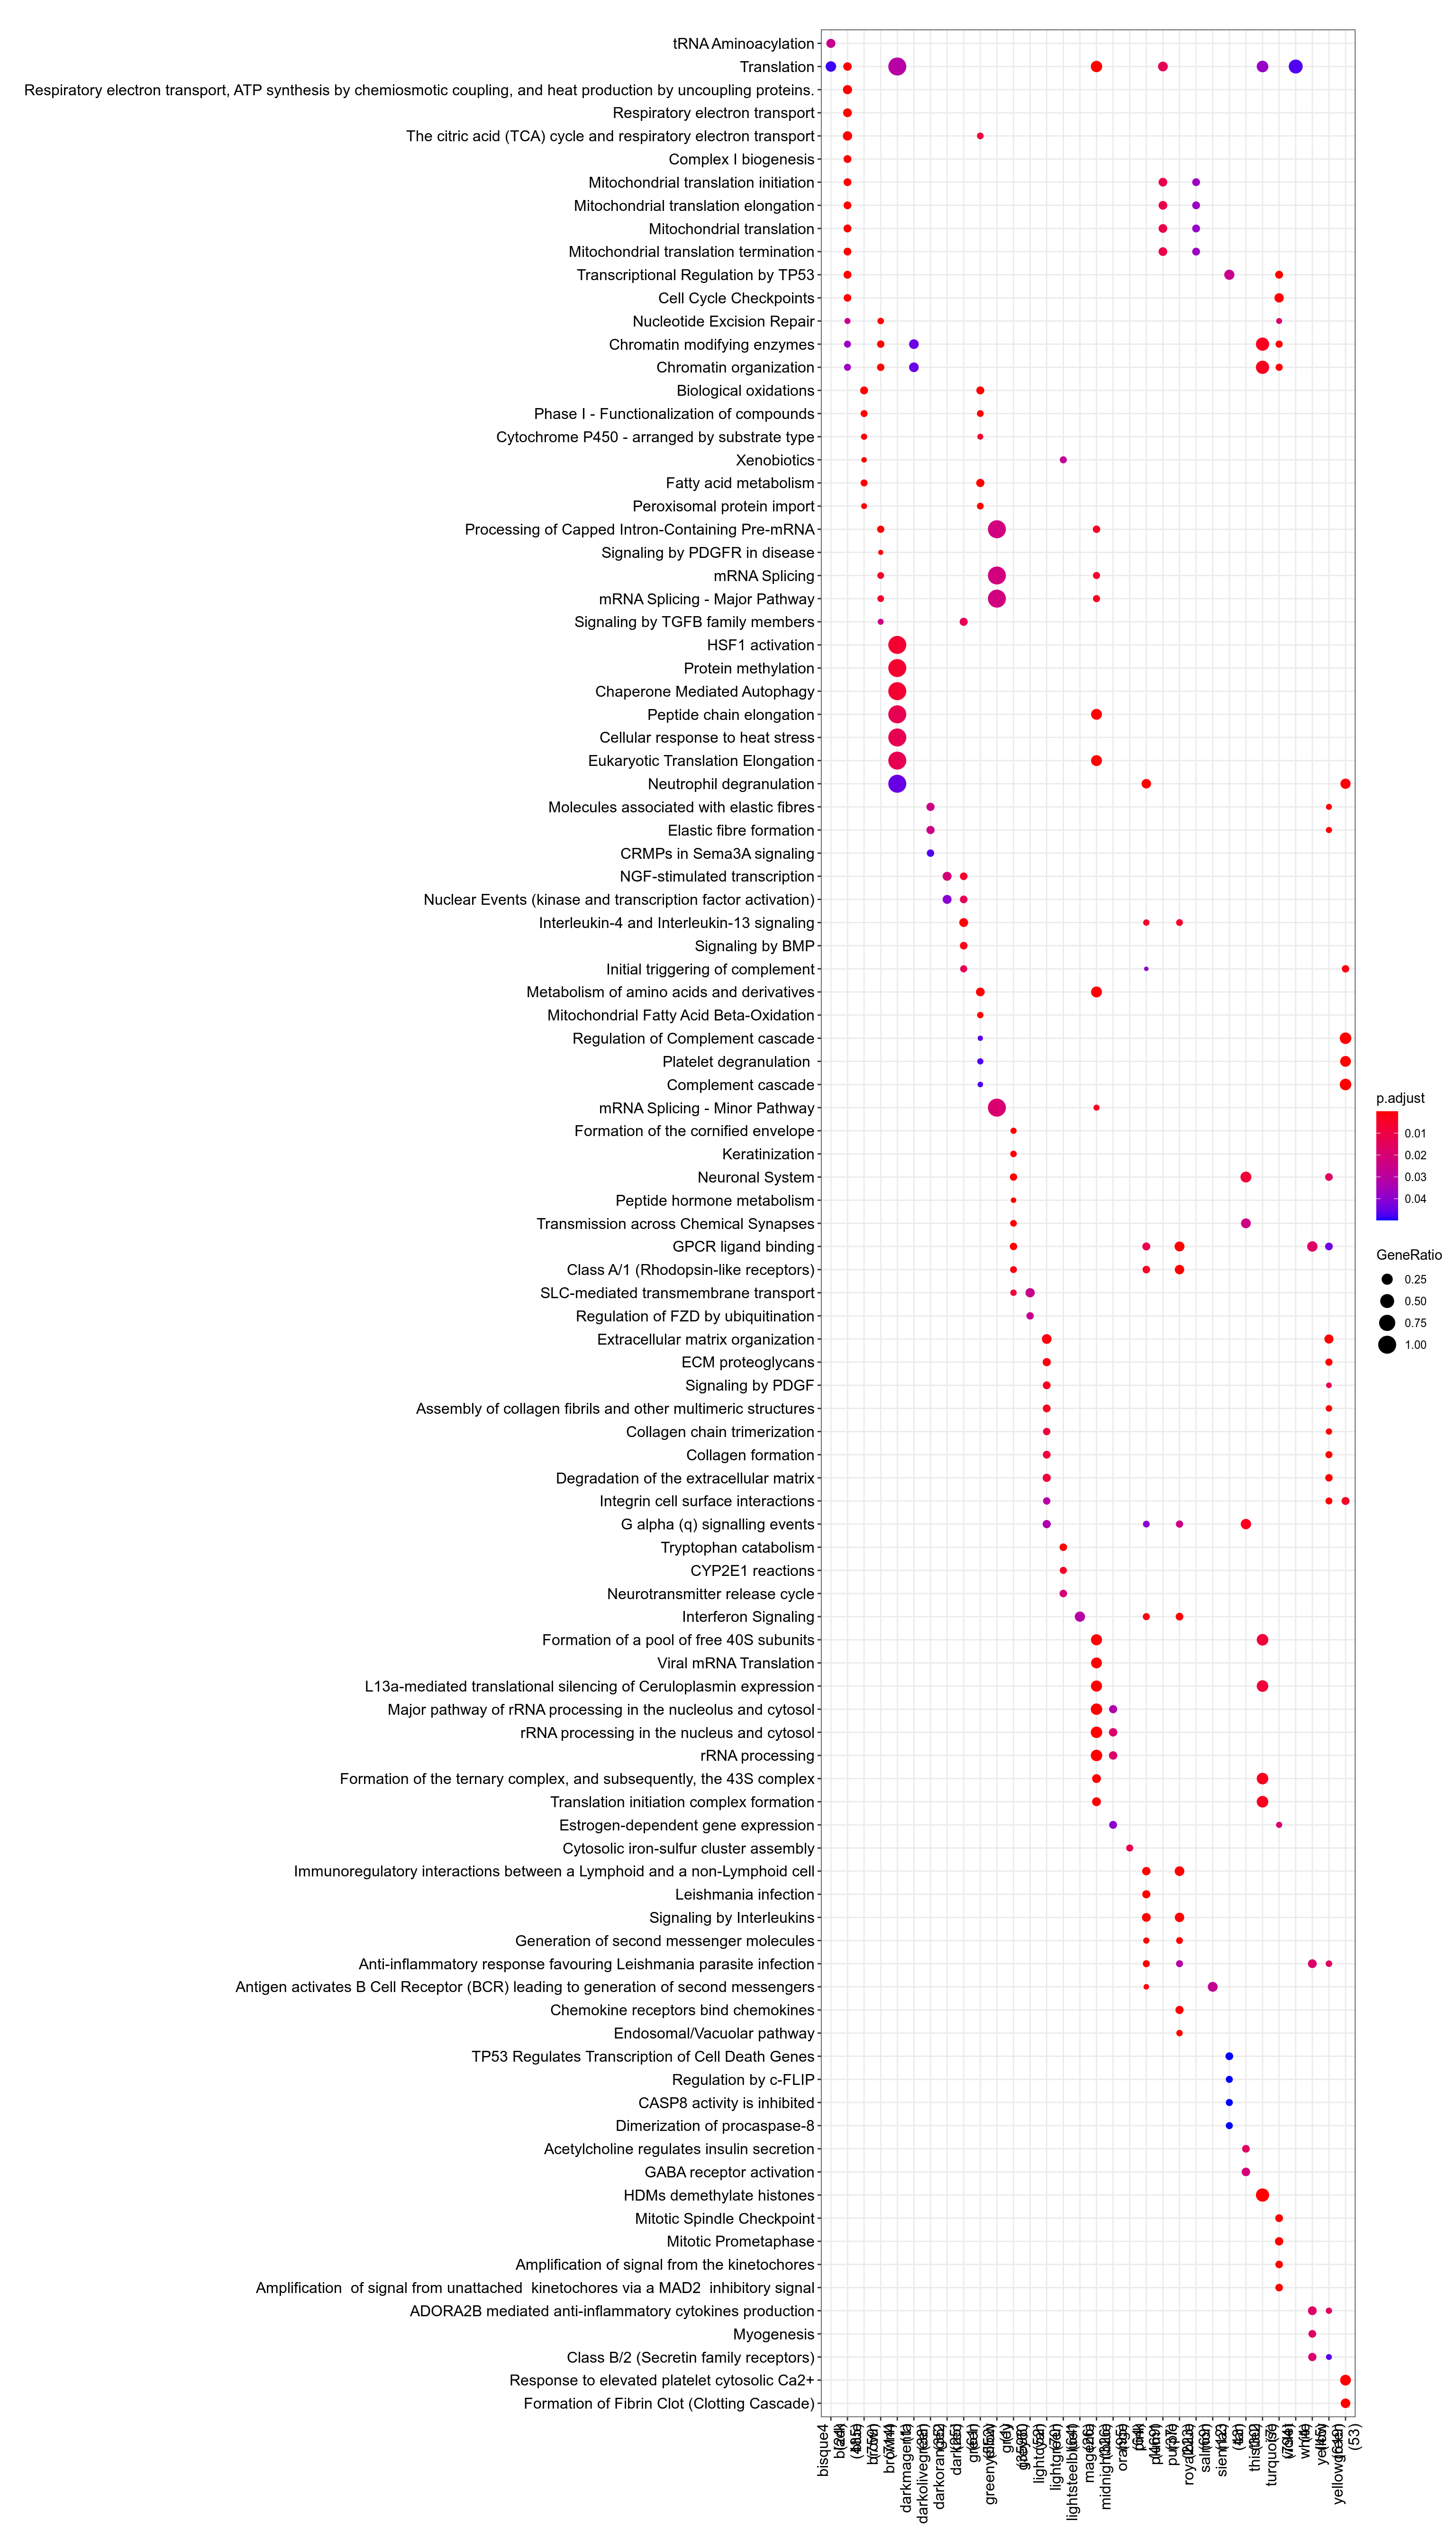 tRNA Aminoacylation
Translation
Respiratory electron transport, ATP synthesis by chemiosmotic coupling, and heat production by uncoupling proteins.
Respiratory electron transport
The citric acid (TCA) cycle and respiratory electron transport
Complex I biogenesis
Mitochondrial translation initiation
Mitochondrial translation elongation
Mitochondrial translation
Mitochondrial translation termination
Transcriptional Regulation by TP53
Cell Cycle Checkpoints
Nucleotide Excision Repair
Chromatin modifying enzymes
Chromatin organization
Biological oxidations
Phase I - Functionalization of compounds
Cytochrome P450 - arranged by substrate type
Xenobiotics
Fatty acid metabolism
Peroxisomal protein import
Processing of Capped Intron-Containing Pre-mRNA
Signaling by PDGFR in disease
mRNA Splicing
mRNA Splicing - Major Pathway
Signaling by TGFB family members
HSF1 activation
Protein methylation
Chaperone Mediated Autophagy
Peptide chain elongation
Cellular response to heat stress
Eukaryotic Translation Elongation
Neutrophil degranulation
Molecules associated with elastic fibres
Elastic fibre formation
CRMPs in Sema3A signaling
NGF-stimulated transcription
Nuclear Events (kinase and transcription factor activation)
Interleukin-4 and Interleukin-13 signaling
Signaling by BMP
Initial triggering of complement
Metabolism of amino acids and derivatives
Mitochondrial Fatty Acid Beta-Oxidation
Regulation of Complement cascade
Platelet degranulation
Complement cascade
mRNA Splicing - Minor Pathway
Formation of the cornified envelope
Keratinization
Neuronal System
Peptide hormone metabolism
Transmission across Chemical Synapses
GPCR ligand binding
Class A/1 (Rhodopsin-like receptors)
SLC-mediated transmembrane transport
Regulation of FZD by ubiquitination
Extracellular matrix organization
ECM proteoglycans
Signaling by PDGF
Assembly of collagen fibrils and other multimeric structures
Collagen chain trimerization
Collagen formation
Degradation of the extracellular matrix
Integrin cell surface interactions
G alpha (q) signalling events
Tryptophan catabolism
CYP2E1 reactions
Neurotransmitter release cycle
Interferon Signaling
Formation of a pool of free 40S subunits
Viral mRNA Translation
L13a-mediated translational silencing of Ceruloplasmin expression
Major pathway of rRNA processing in the nucleolus and cytosol
rRNA processing in the nucleus and cytosol
rRNA processing
Formation of the ternary complex, and subsequently, the 43S complex
Translation initiation complex formation
Estrogen-dependent gene expression
Cytosolic iron-sulfur cluster assembly
Immunoregulatory interactions between a Lymphoid and a non-Lymphoid cell
Leishmania infection
Signaling by Interleukins
Generation of second messenger molecules
Anti-inflammatory response favouring Leishmania parasite infection
Antigen activates B Cell Receptor (BCR) leading to generation of second messengers
Chemokine receptors bind chemokines
Endosomal/Vacuolar pathway
TP53 Regulates Transcription of Cell Death Genes
Regulation by c-FLIP
CASP8 activity is inhibited
Dimerization of procaspase-8
Acetylcholine regulates insulin secretion
GABA receptor activation
HDMs demethylate histones
Mitotic Spindle Checkpoint
Mitotic Prometaphase
Amplification of signal from the kinetochores
Amplification of signal from unattached kinetochores via a MAD2 inhibitory signal
ADORA2B mediated anti-inflammatory cytokines production
Myogenesis
Class B/2 (Secretin family receptors)
Response to elevated platelet cytosolic Ca2+
Formation of Fibrin Clot (Clotting Cascade)
p.adjust
0.01
0.02
0.03
0.04
GeneRatio
0.25
0.50
0.75
1.00
bisque4
darkmagenta
darkolivegreen
darkorange2
greenyellow
lightcyan
lightgreen
lightsteelblue1
magenta
midnightblue
orange
purple
royalblue
salmon
turquoise
yellowgreen
(53)